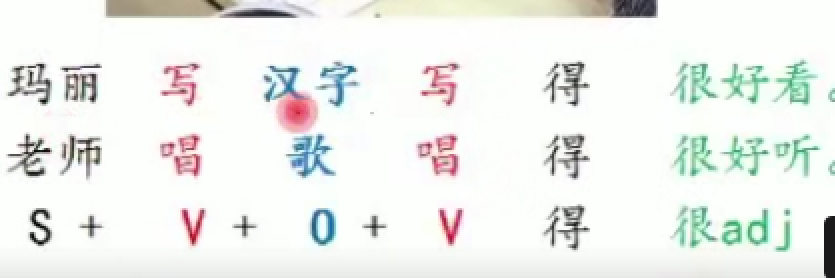 玛丽 写 汉字 写 得 很好看。
老师 唱 歌 唱 得 很好听。
S + V + O + V 得 很adj